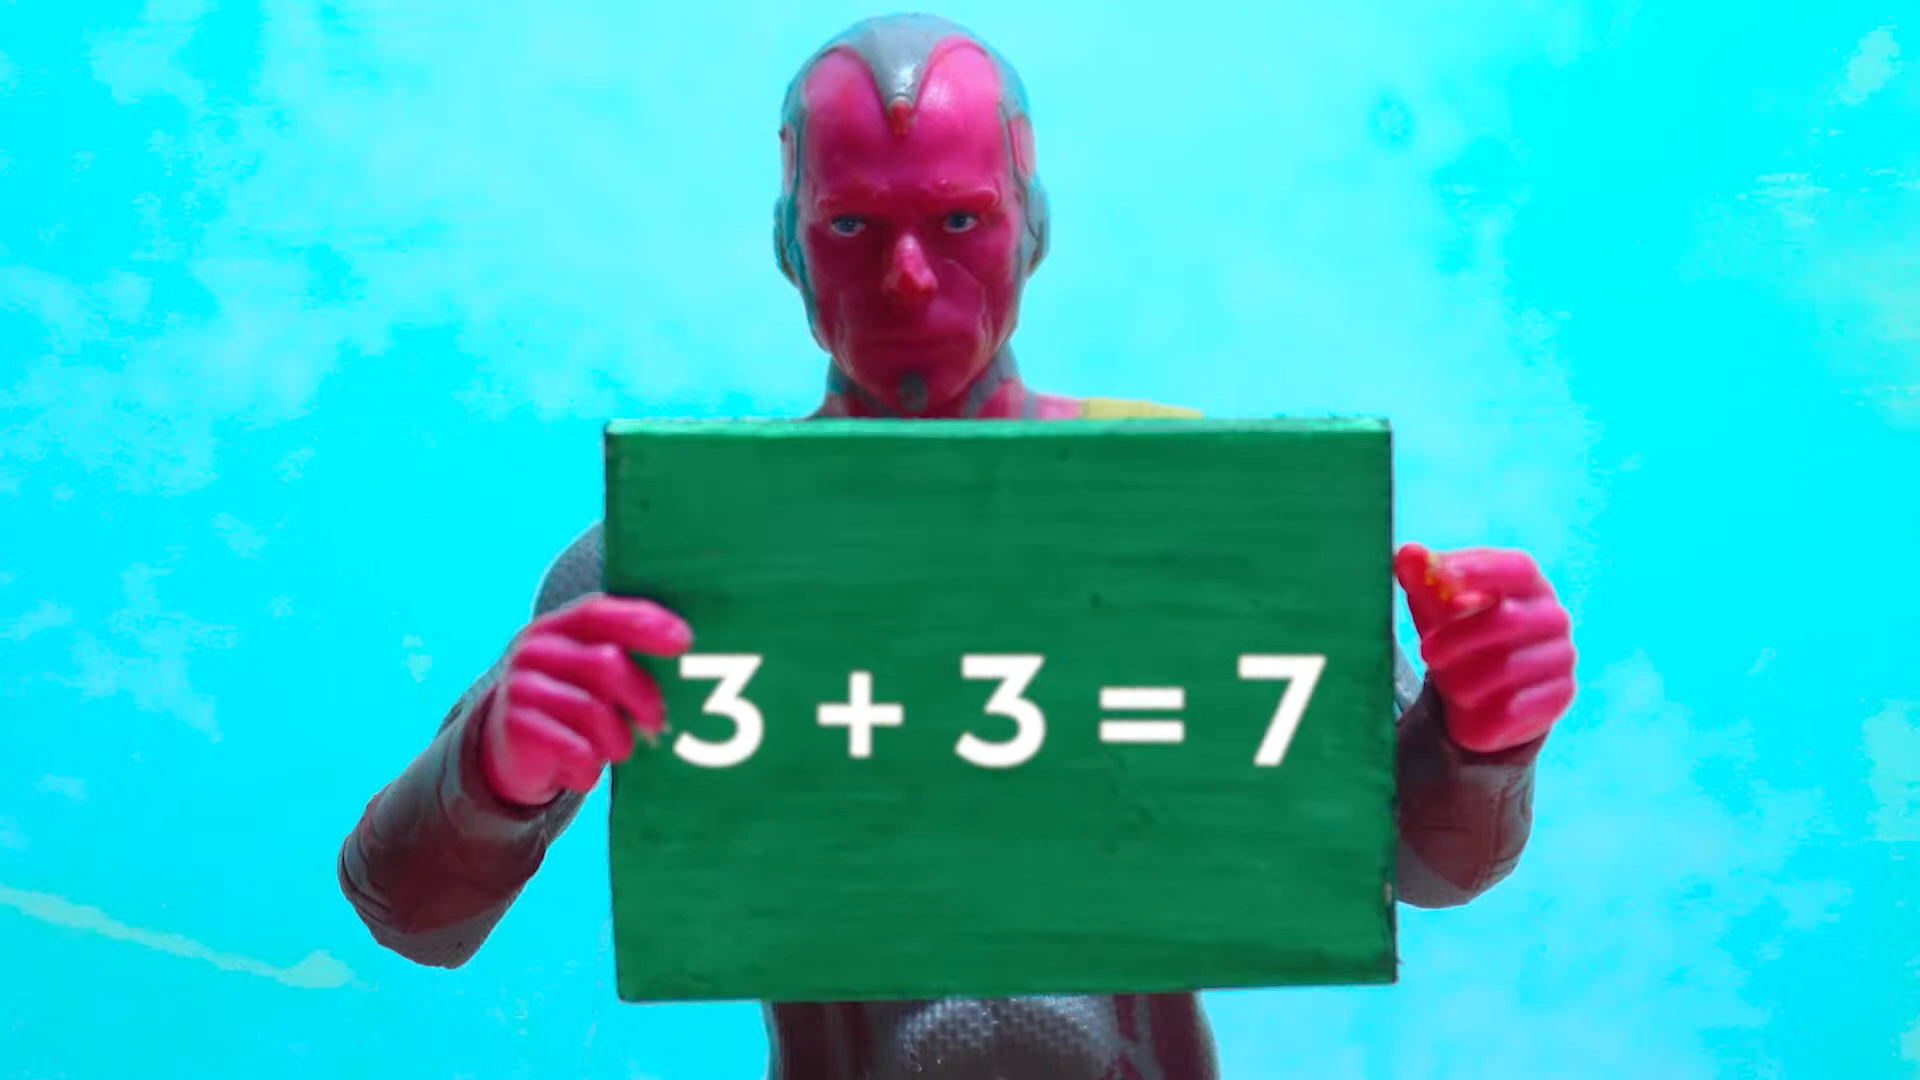 3 + 3 = 7